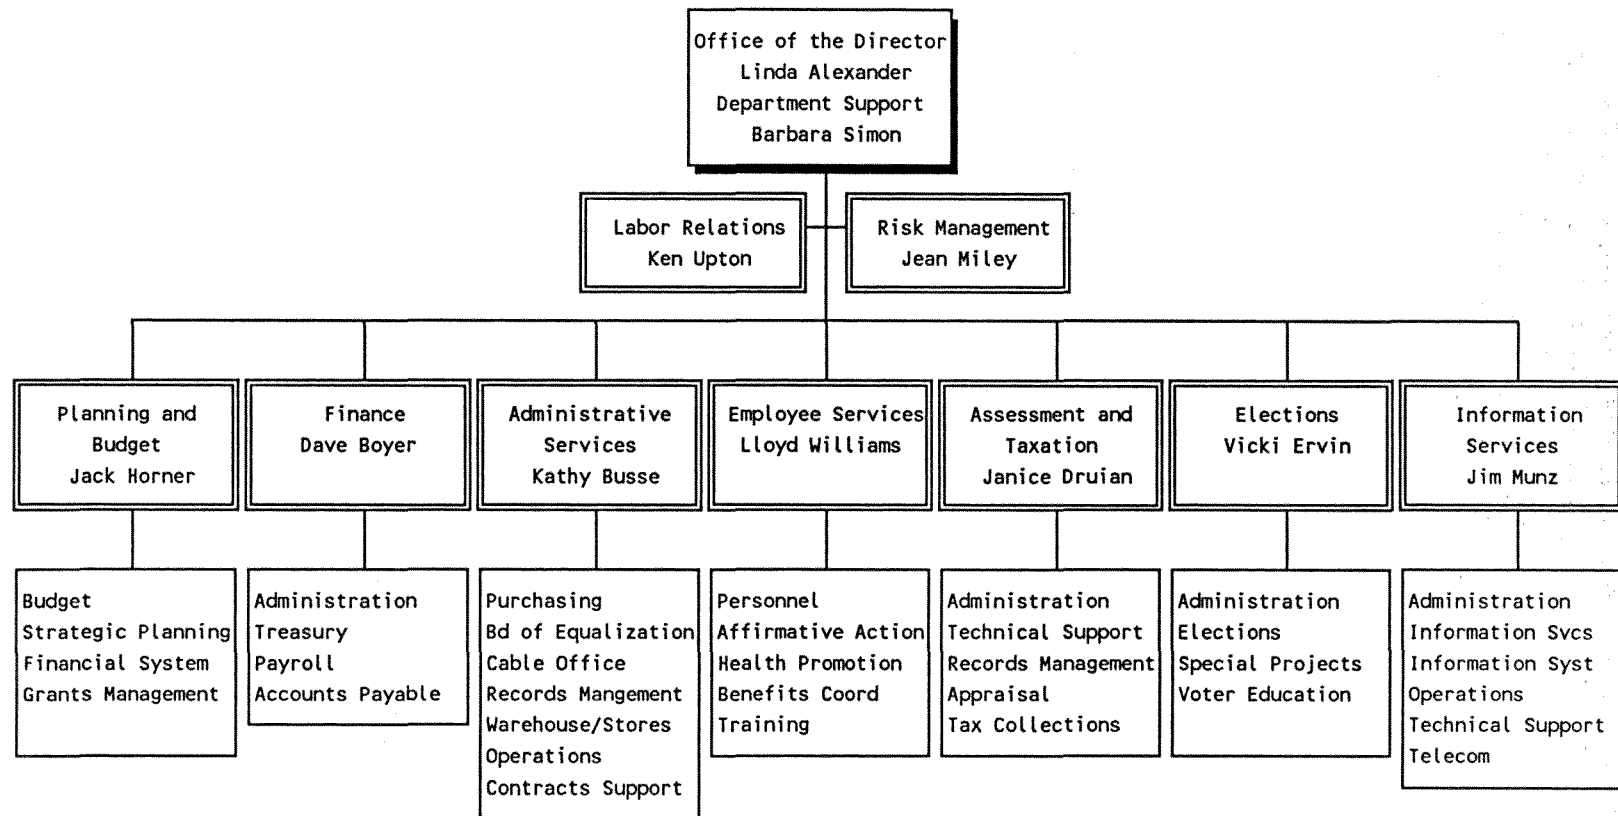 Office of the Director
Linda Alexander
Department Support
Barbara Simon
Labor Relations
Ken Upton
Risk Management
Jean Miley
Planning and
Budget
Jack Horner
Finance
Dave Boyer
Administrative
Services
Kathy Busse
Employee Services
Lloyd Williams
Assessment and
Taxation
Janice Druian
Elections
Vicki Ervin
Information
Services
Jim Munz
Budget
Strategic Planning
Financial System
Grants Management
Administration
Treasury
Payroll
Accounts Payable
Purchasing
Bd of Equalization
Cable Office
Records Mangement
Warehouse/Stores
Operations
Contracts Support
Personnel
Affirmative Action
Health Promotion
Benefits Coord
Training
Administration
Technical Support
Records Management
Appraisal
Tax Collections
Administration
Elections
Special Projects
Voter Education
Administration
Information Svcs
Information Syst
Operations
Technical Support
Telecom